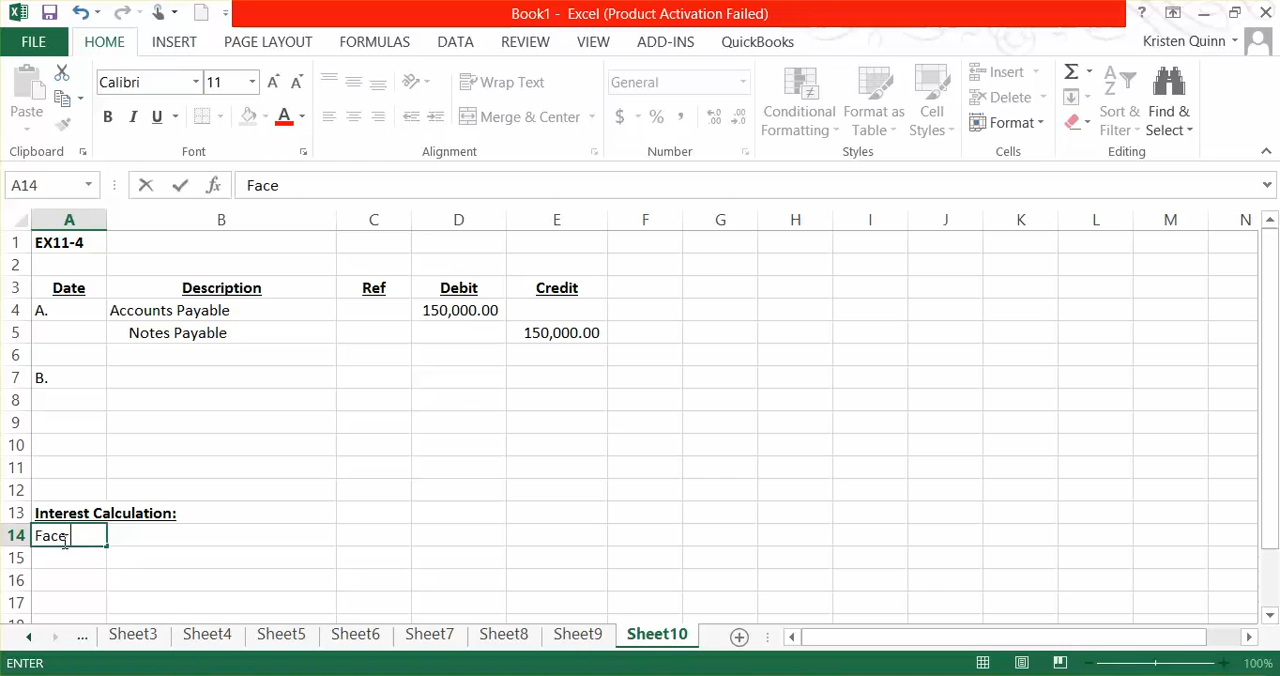 Book1 - Excel (Product Activation Failed)
FILE HOME INSERT PAGE LAYOUT FORMULAS DATA REVIEW VIEW ADD-INS QuickBooks Kristen Quinn
Paste Calibri 11 Wrap Text General Conditional Formatting Format as Table Cell Styles Insert Sort & Filter Find & Select
B I U Merge & Center $ % , Delete
Format
Clipboard Font Alignment Number Styles Cells Editing
A14 fx Face
A B C D E F G H I J K L M N
1 EX11-4
2
3 Date Description Ref Debit Credit
4 A. Accounts Payable 150,000.00
5 Notes Payable 150,000.00
6
7 B.
8
9
10
11
12
13 Interest Calculation:
14 Face
15
16
17
... Sheet3 Sheet4 Sheet5 Sheet6 Sheet7 Sheet8 Sheet9 Sheet10
ENTER 100%